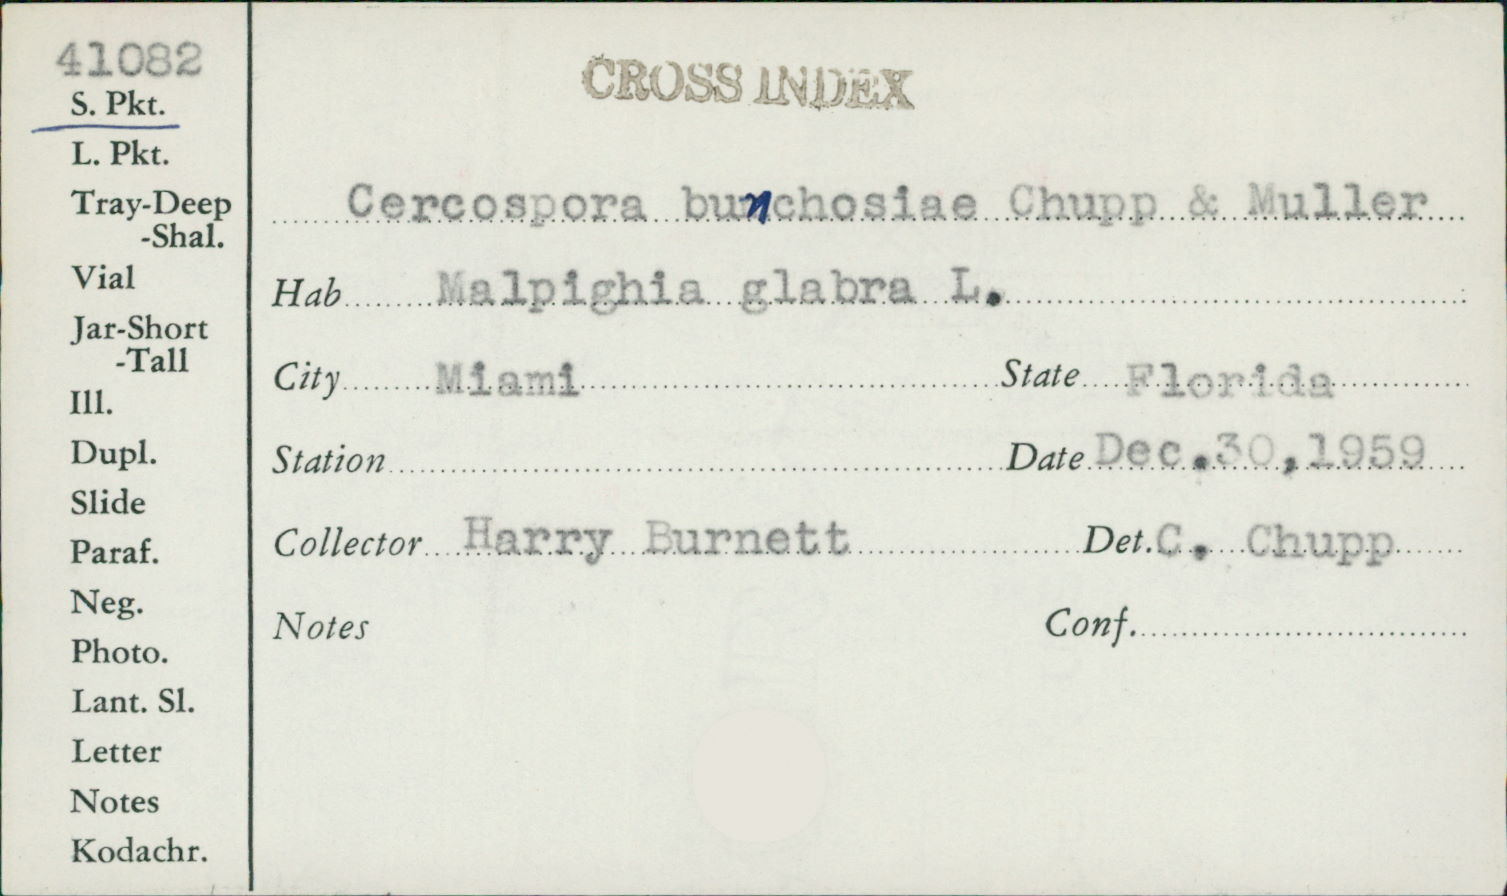 41082
S. Pkt.
L. Pkt.
Tray-Deep
-Shal.
Vial
Jar-Short
-Tall
Ill.
Dupl.
Slide
Paraf.
Neg.
Photo.
Lant. Sl.
Letter
Notes
Kodachr.
CROSS INDEX
Cercospora bunchosiae Chupp & Muller
Hab Malpighia glabra L.
City Miami State Florida
Station Date Dec.30,1959
Collector Harry Burnett Det. C. Chupp
Notes Conf.